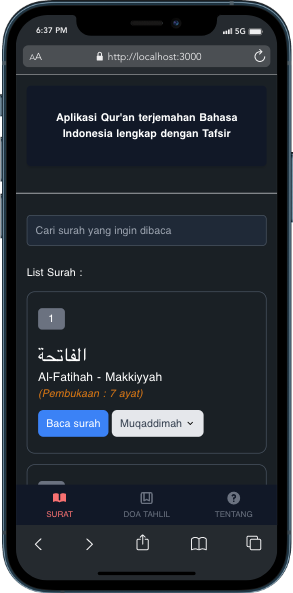 6:37 PM
5G
AA
http://localhost:3000
Aplikasi Qur'an terjemahan Bahasa
Indonesia lengkap dengan Tafsir
Cari surah yang ingin dibaca
List Surah :
1
الفاتحة
Al-Fatihah - Makkiyyah
(Pembukaan : 7 ayat)
Baca surah
Muqaddimah
SURAT
DOA TAHLIL
TENTANG